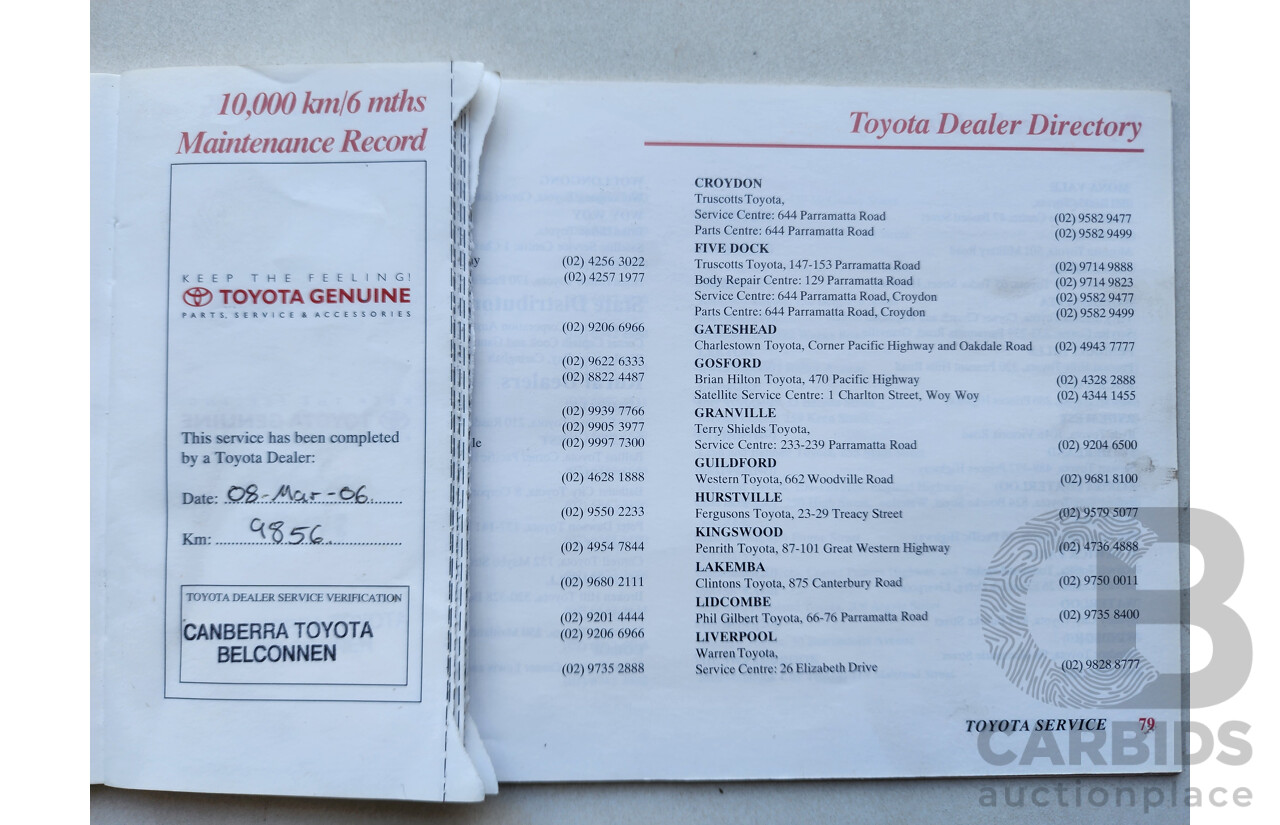 10,000 km/6 mths
Maintenance Record
KEEP THE FEELING!
TOYOTA GENUINE
PARTS, SERVICE & ACCESSORIES
This service has been completed
by a Toyota Dealer:
Date: 08-Mar-06
Km: 9856
TOYOTA DEALER SERVICE VERIFICATION
CANBERRA TOYOTA
BELCONNEN
(02) 4256 3022
(02) 4257 1977
(02) 9206 6966
(02) 9622 6333
(02) 8822 4487
(02) 9939 7766
(02) 9905 3977
(02) 9997 7300
(02) 4628 1888
(02) 9550 2233
(02) 4954 7844
(02) 9680 2111
(02) 9201 4444
(02) 9206 6966
(02) 9735 2888
Toyota Dealer Directory
CROYDON
Truscotts Toyota,
Service Centre: 644 Parramatta Road (02) 9582 9477
Parts Centre: 644 Parramatta Road (02) 9582 9499
FIVE DOCK
Truscotts Toyota, 147-153 Parramatta Road (02) 9714 9888
Body Repair Centre: 129 Parramatta Road (02) 9714 9823
Service Centre: 644 Parramatta Road, Croydon (02) 9582 9477
Parts Centre: 644 Parramatta Road, Croydon (02) 9582 9499
GATESHEAD
Charlestown Toyota, Corner Pacific Highway and Oakdale Road (02) 4943 7777
GOSFORD
Brian Hilton Toyota, 470 Pacific Highway (02) 4328 2888
Satellite Service Centre: 1 Charlton Street, Woy Woy (02) 4344 1455
GRANVILLE
Terry Shields Toyota,
Service Centre: 233-239 Parramatta Road (02) 9204 6500
GUILDFORD
Western Toyota, 662 Woodville Road (02) 9681 8100
HURSTVILLE
Fergusons Toyota, 23-29 Treacy Street (02) 9579 5077
KINGSWOOD
Penrith Toyota, 87-101 Great Western Highway (02) 4736 4888
LAKEMBA
Clintons Toyota, 875 Canterbury Road (02) 9750 0011
LIDCOMBE
Phil Gilbert Toyota, 66-76 Parramatta Road (02) 9735 8400
LIVERPOOL
Warren Toyota,
Service Centre: 26 Elizabeth Drive (02) 9828 8777
TOYOTA SERVICE 79
CARBIDS
auctionplace